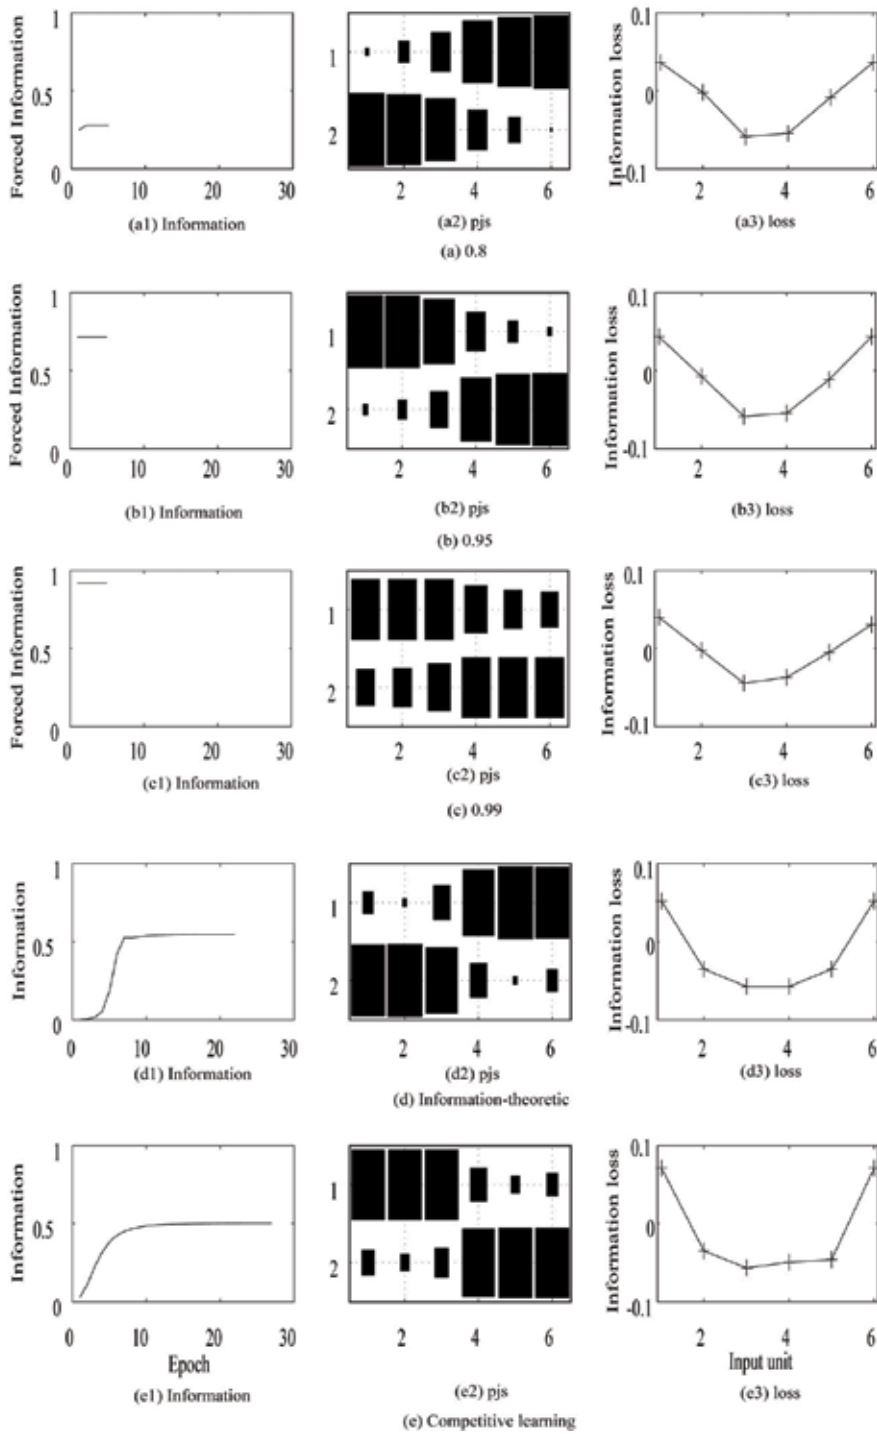 Forced Information
1
0.5
0
0 10 20 30
(a1) Information
1
2
2 4 6
(a2) pjs
(a) 0.8
Information loss
0.1
0
-0.1
2 4 6
(a3) loss
Forced Information
1
0.5
0
0 10 20 30
(b1) Information
1
2
2 4 6
(b2) pjs
(b) 0.95
Information loss
0.1
0
-0.1
2 4 6
(b3) loss
Forced Information
1
0.5
0
0 10 20 30
(c1) Information
1
2
2 4 6
(c2) pjs
(c) 0.99
Information loss
0.1
0
-0.1
2 4 6
(c3) loss
Information
1
0.5
0
0 10 20 30
(d1) Information
1
2
2 4 6
(d2) pjs
(d) Information-theoretic
Information loss
0.1
0
-0.1
2 4 6
(d3) loss
Information
1
0.5
0
0 10 20 30
Epoch
(e1) Information
1
2
2 4 6
(e2) pjs
(e) Competitive learning
Information loss
0.1
0
-0.1
2 4 6
Input unit
(e3) loss